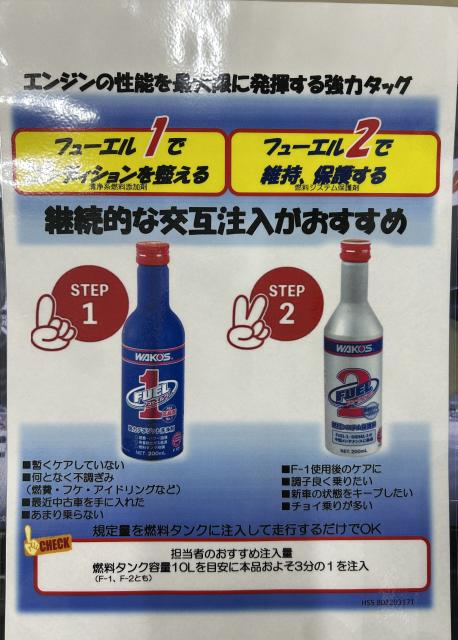 エンジンの性能を最大限に発揮する強力タッグ
フューエル1で
コンディションを整える
清浄系燃料添加剤
フューエル2で
維持、保護する
燃料システム保護剤
継続的な交互注入がおすすめ
STEP
1
STEP
2
WAKO'S
1
FUEL
NET. 200mL
WAKO'S
FUEL
2
NET. 200mL
■暫くケアしていない
■何となく不調ぎみ
(燃費・フケ・アイドリングなど)
■最近中古車を手に入れた
■あまり乗らない
■F-1使用後のケアに
■調子良く乗りたい
■新車の状態をキープしたい
■チョイ乗りが多い
規定量を燃料タンクに注入して走行するだけでOK
CHECK
担当者のおすすめ注入量
燃料タンク容量10Lを目安に本品およそ3分の1を注入
(F-1、F-2とも)